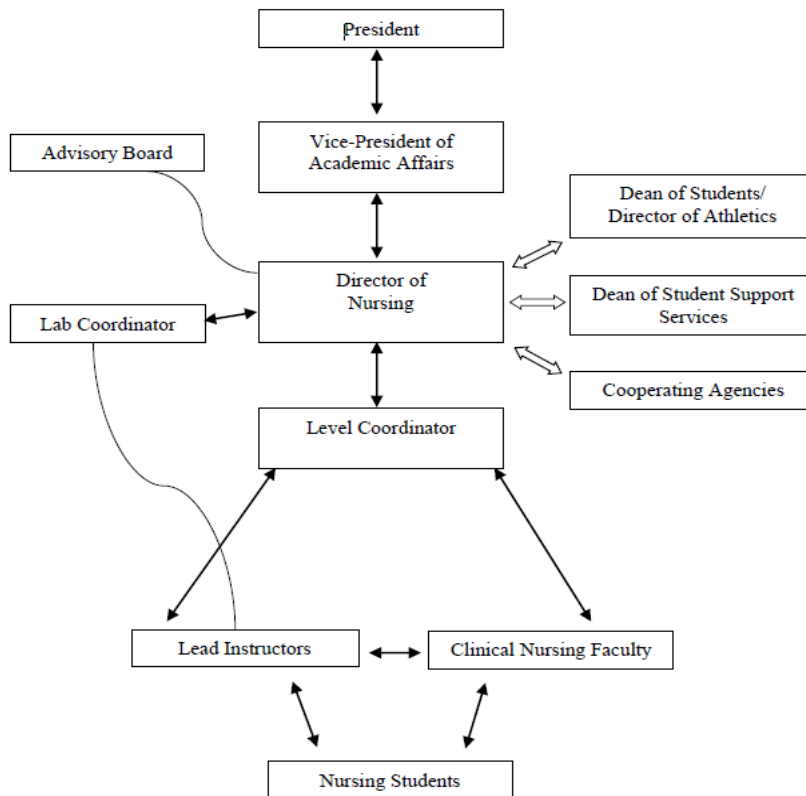 President
Vice-President of
Academic Affairs
Advisory Board
Dean of Students/
Director of Athletics
Director of
Nursing
Lab Coordinator
Dean of Student Support
Services
Cooperating Agencies
Level Coordinator
Lead Instructors
Clinical Nursing Faculty
Nursing Students